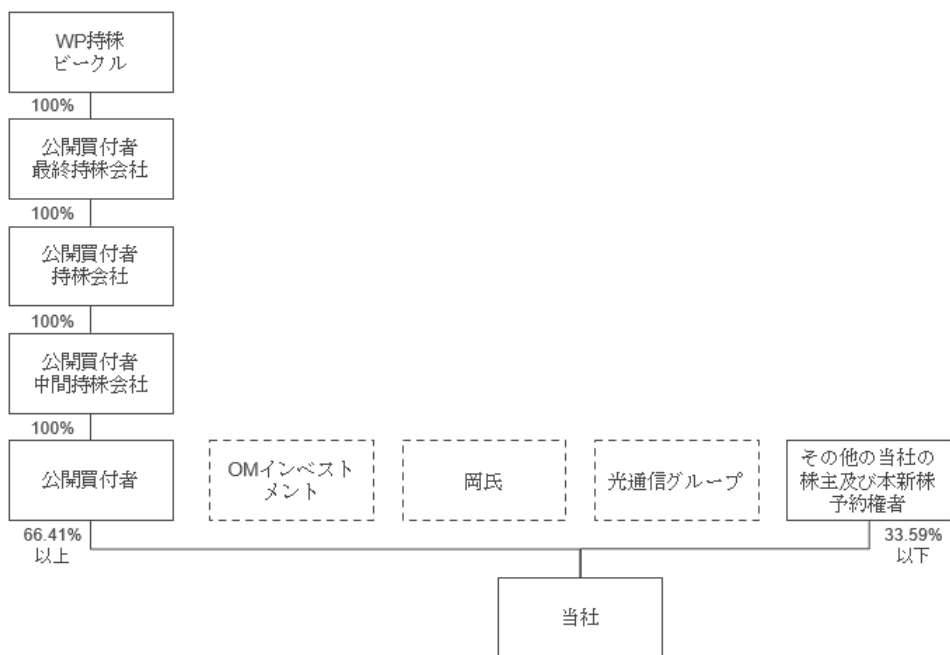 WP持株
ビークル
100%
公開買付者
最終持株会社
100%
公開買付者
持株会社
100%
公開買付者
中間持株会社
100%
公開買付者
OMインベスト
メント
岡氏
光通信グループ
その他の当社の
株主及び本新株
予約権者
66.41%
以上
33.59%
以下
当社